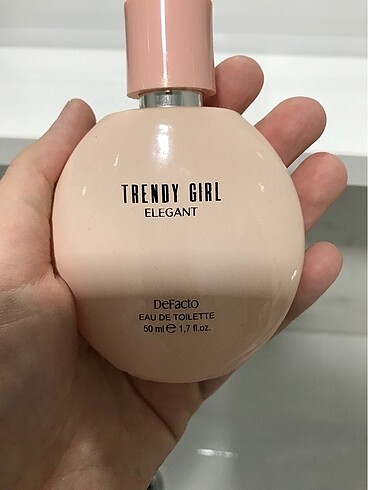 TRENDY GIRL
ELEGANT
DeFacto
EAU DE TOILETTE
50 ml ℮ 1,7 fl.oz.